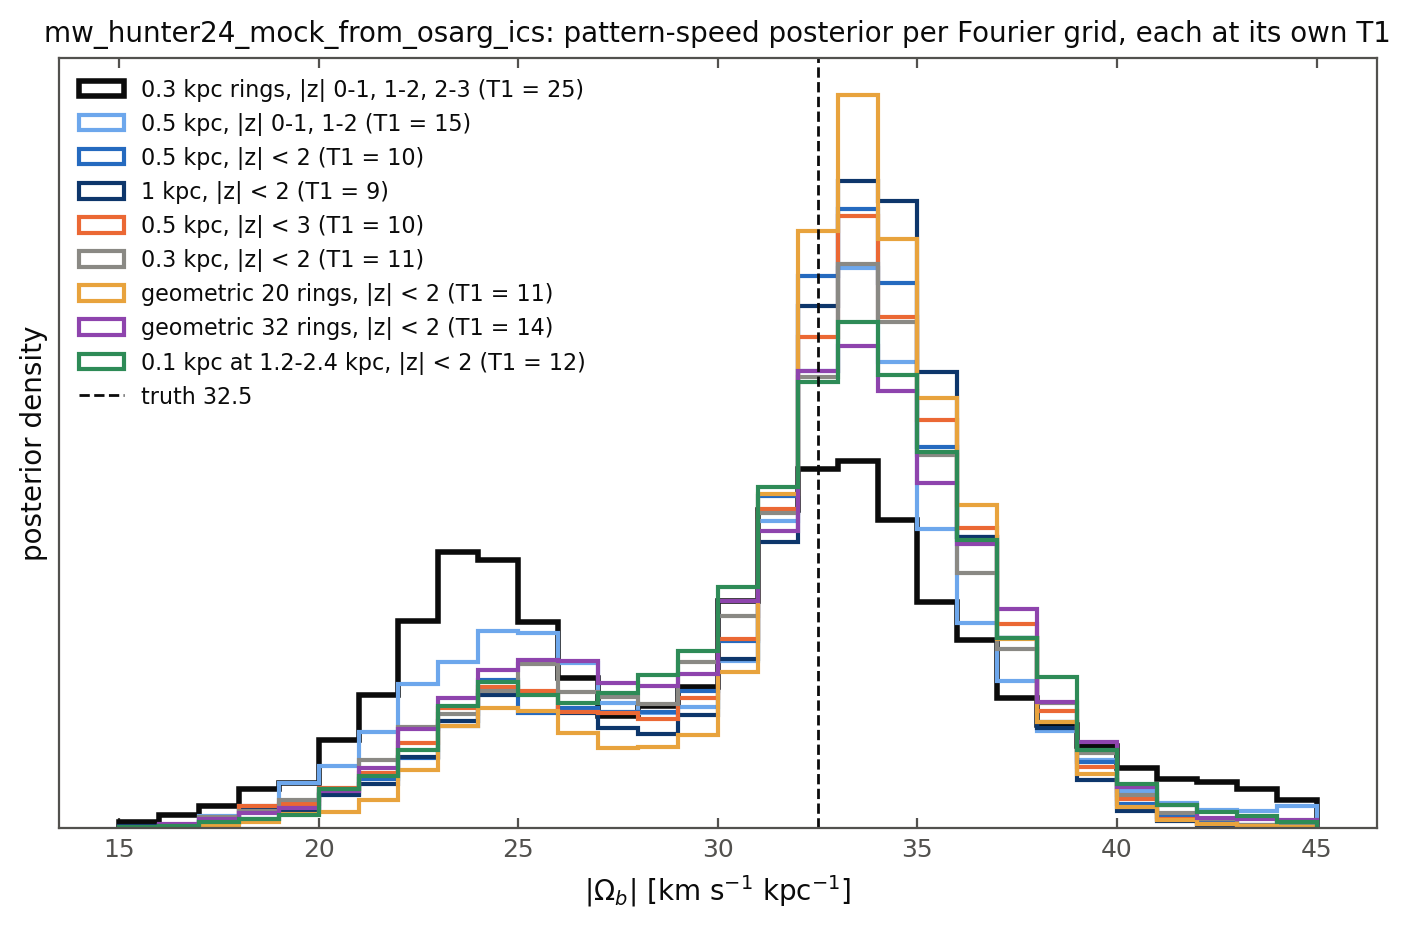 mw_hunter24_mock_from_osarg_ics: pattern-speed posterior per Fourier grid, each at its own T1
0.3 kpc rings, |z| 0-1, 1-2, 2-3 (T1 = 25)
0.5 kpc, |z| 0-1, 1-2 (T1 = 15)
0.5 kpc, |z| < 2 (T1 = 10)
1 kpc, |z| < 2 (T1 = 9)
0.5 kpc, |z| < 3 (T1 = 10)
0.3 kpc, |z| < 2 (T1 = 11)
geometric 20 rings, |z| < 2 (T1 = 11)
geometric 32 rings, |z| < 2 (T1 = 14)
0.1 kpc at 1.2-2.4 kpc, |z| < 2 (T1 = 12)
truth 32.5
posterior density
15 20 25 30 35 40 45
|Ω_b| [km s⁻¹ kpc⁻¹]